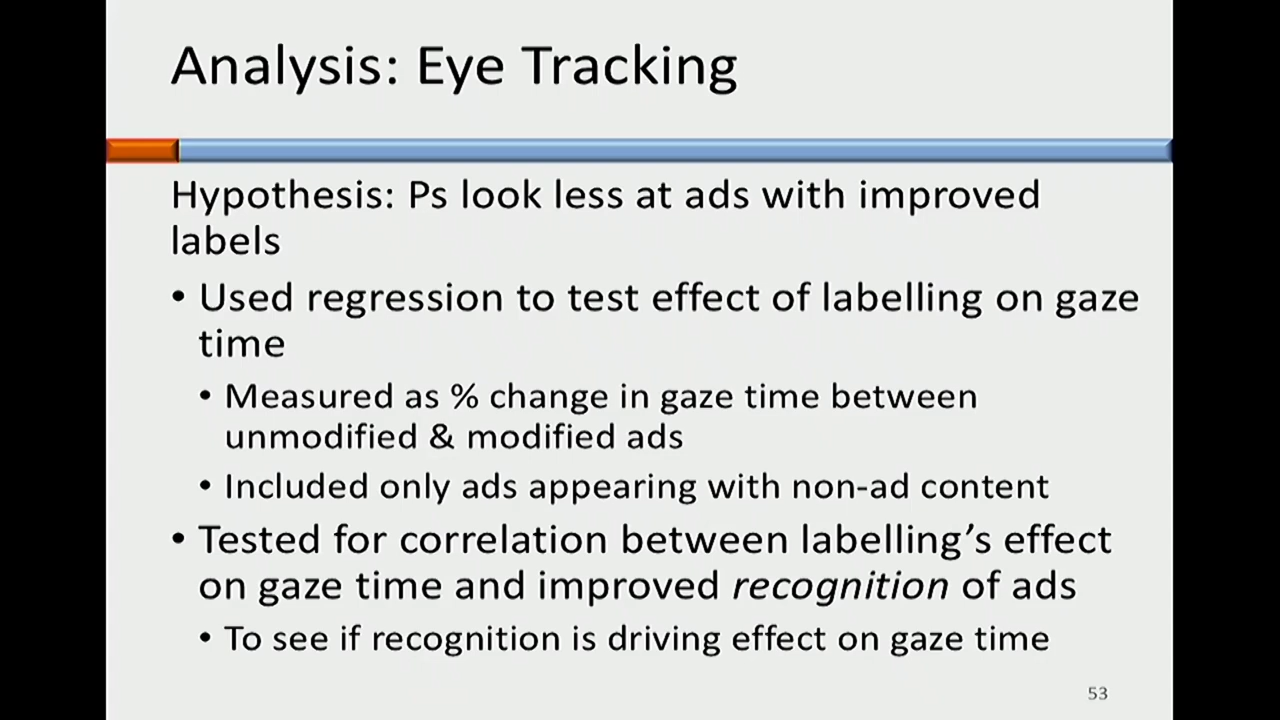 Analysis: Eye Tracking
Hypothesis: Ps look less at ads with improved
labels
• Used regression to test effect of labelling on gaze
time
• Measured as % change in gaze time between
unmodified & modified ads
• Included only ads appearing with non-ad content
• Tested for correlation between labelling’s effect
on gaze time and improved recognition of ads
• To see if recognition is driving effect on gaze time
53